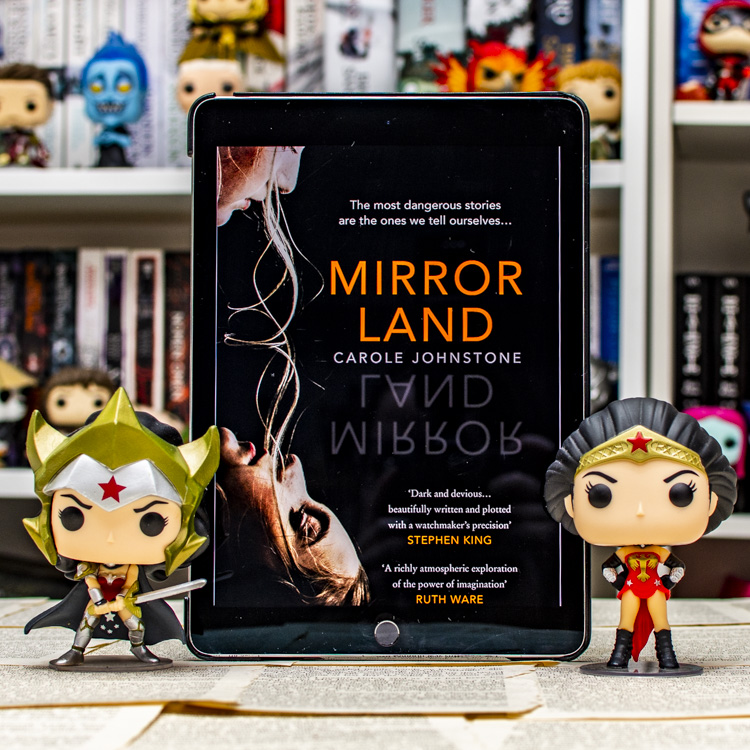 The most dangerous stories
are the ones we tell ourselves...
MIRROR
LAND
CAROLE JOHNSTONE
LAND
MIRROR
'Dark and devious...
beautifully written and plotted
with a watchmaker's precision'
STEPHEN KING
'A richly atmospheric exploration
of the power of imagination'
RUTH WARE